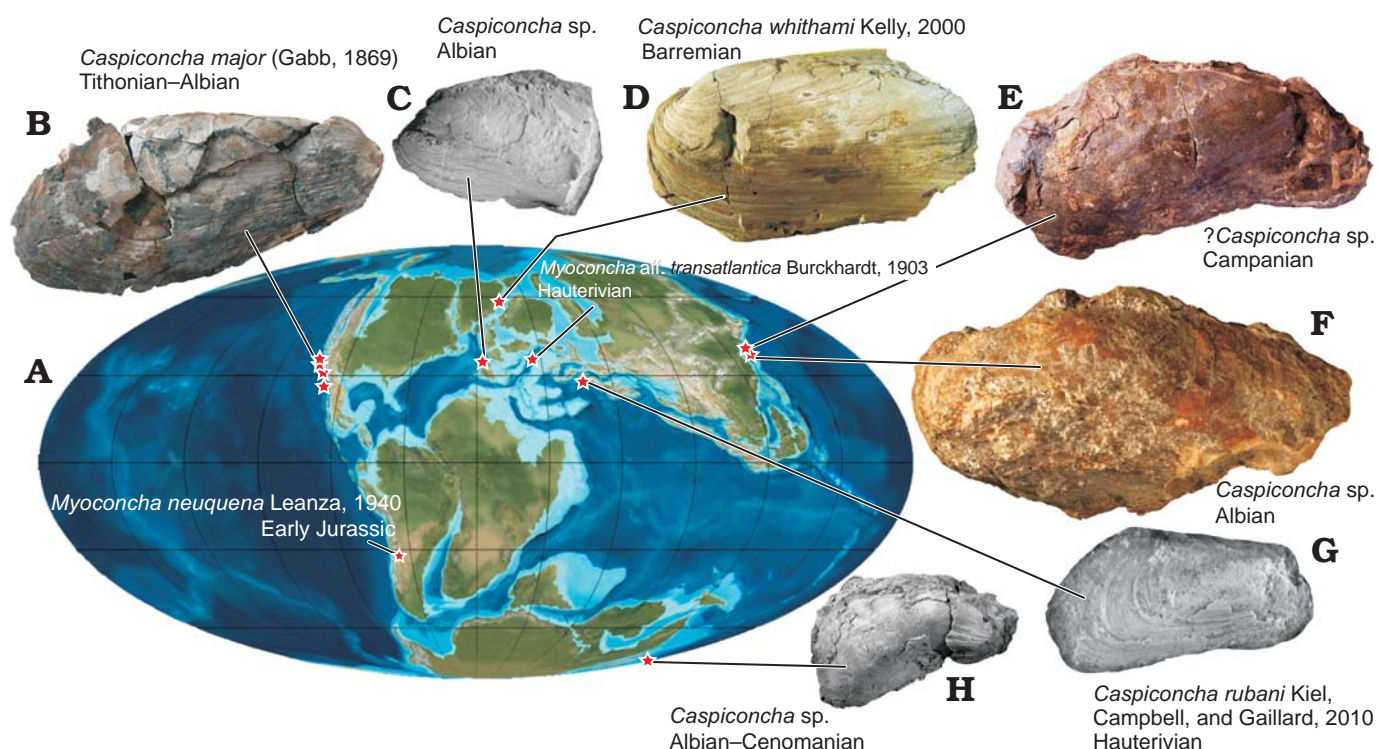 Caspiconcha major (Gabb, 1869)
Tithonian–Albian
B
Caspiconcha sp.
Albian
C
Caspiconcha whithami Kelly, 2000
Barremian
D
E
?Caspiconcha sp.
Campanian
A
Myoconcha aff. transatlantica Burckhardt, 1903
Hauterivian
F
Caspiconcha sp.
Albian
Myoconcha neuquena Leanza, 1940
Early Jurassic
G
Caspiconcha rubani Kiel,
Campbell, and Gaillard, 2010
Hauterivian
H
Caspiconcha sp.
Albian–Cenomanian